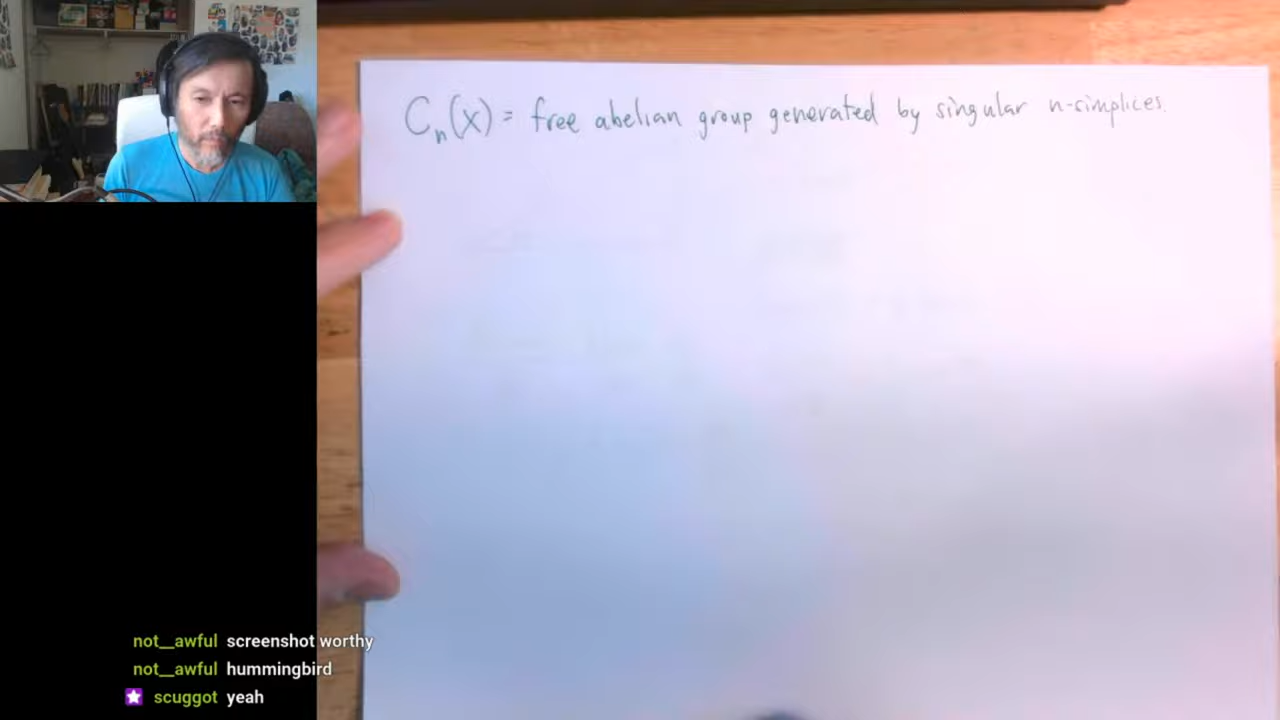 Cₙ(X) = free abelian group generated by singular n-simplices.
not__awful screenshot worthy
not__awful hummingbird
scuggot yeah